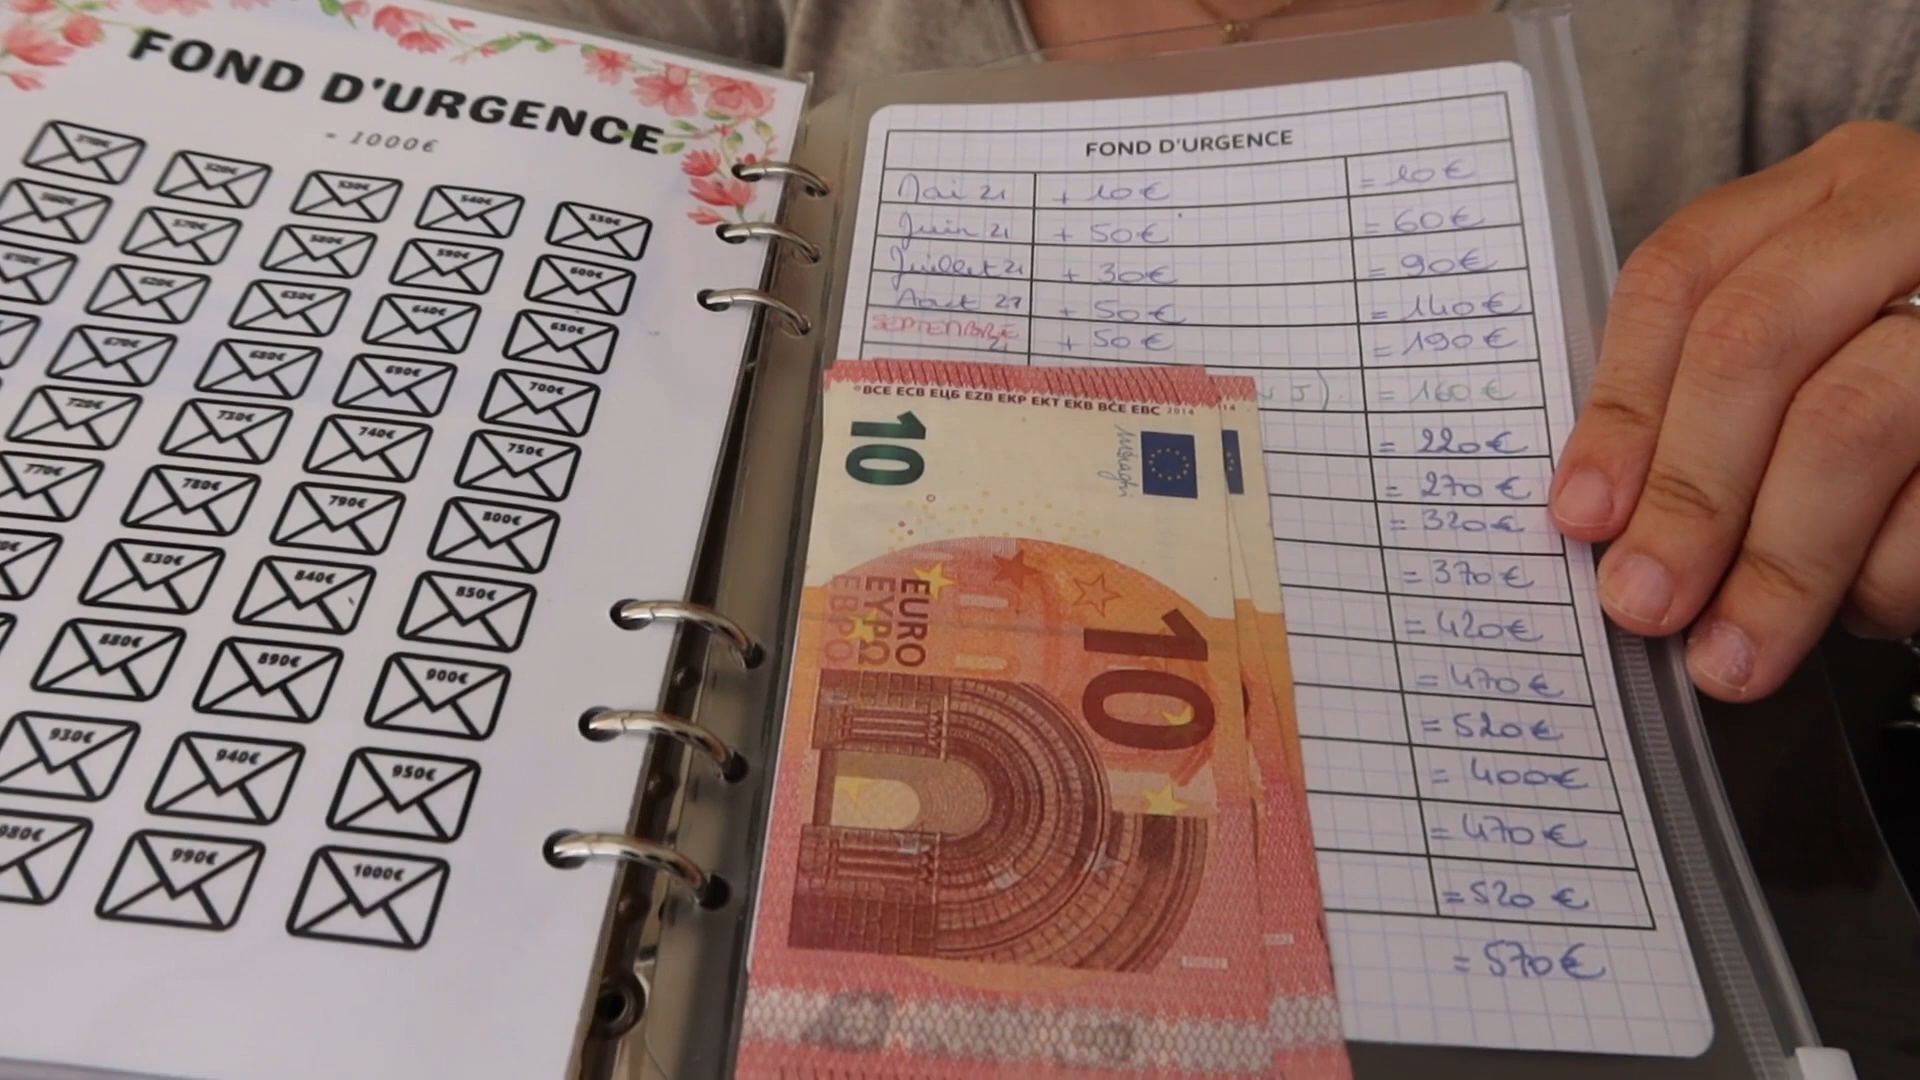 FOND D'URGENCE
= 1000€
510€ 520€ 530€ 540€ 550€
560€ 570€ 580€ 590€ 600€
610€ 620€ 630€ 640€ 650€
670€ 680€ 690€ 700€
720€ 730€ 740€ 750€
770€ 780€ 790€ 800€
830€ 840€ 850€
880€ 890€ 900€
930€ 940€ 950€
980€ 990€ 1000€
FOND D'URGENCE
Mai 21 + 10€ = 10€
Juin 21 + 50€ = 60€
Juillet 21 + 30€ = 90€
Aout 21 + 50€ = 140€
SEPTEMBRE 21 + 50€ = 190€
J). = 160€
= 220€
= 270€
= 320€
= 370€
= 420€
= 470€
= 520€
= 400€
= 470€
= 520€
= 570€
BCE ECB ЕЦБ EZB EKP EKT EKB BĊE EBC 2014
10
EURO
ΕΥΡΩ
ЕВРО
10